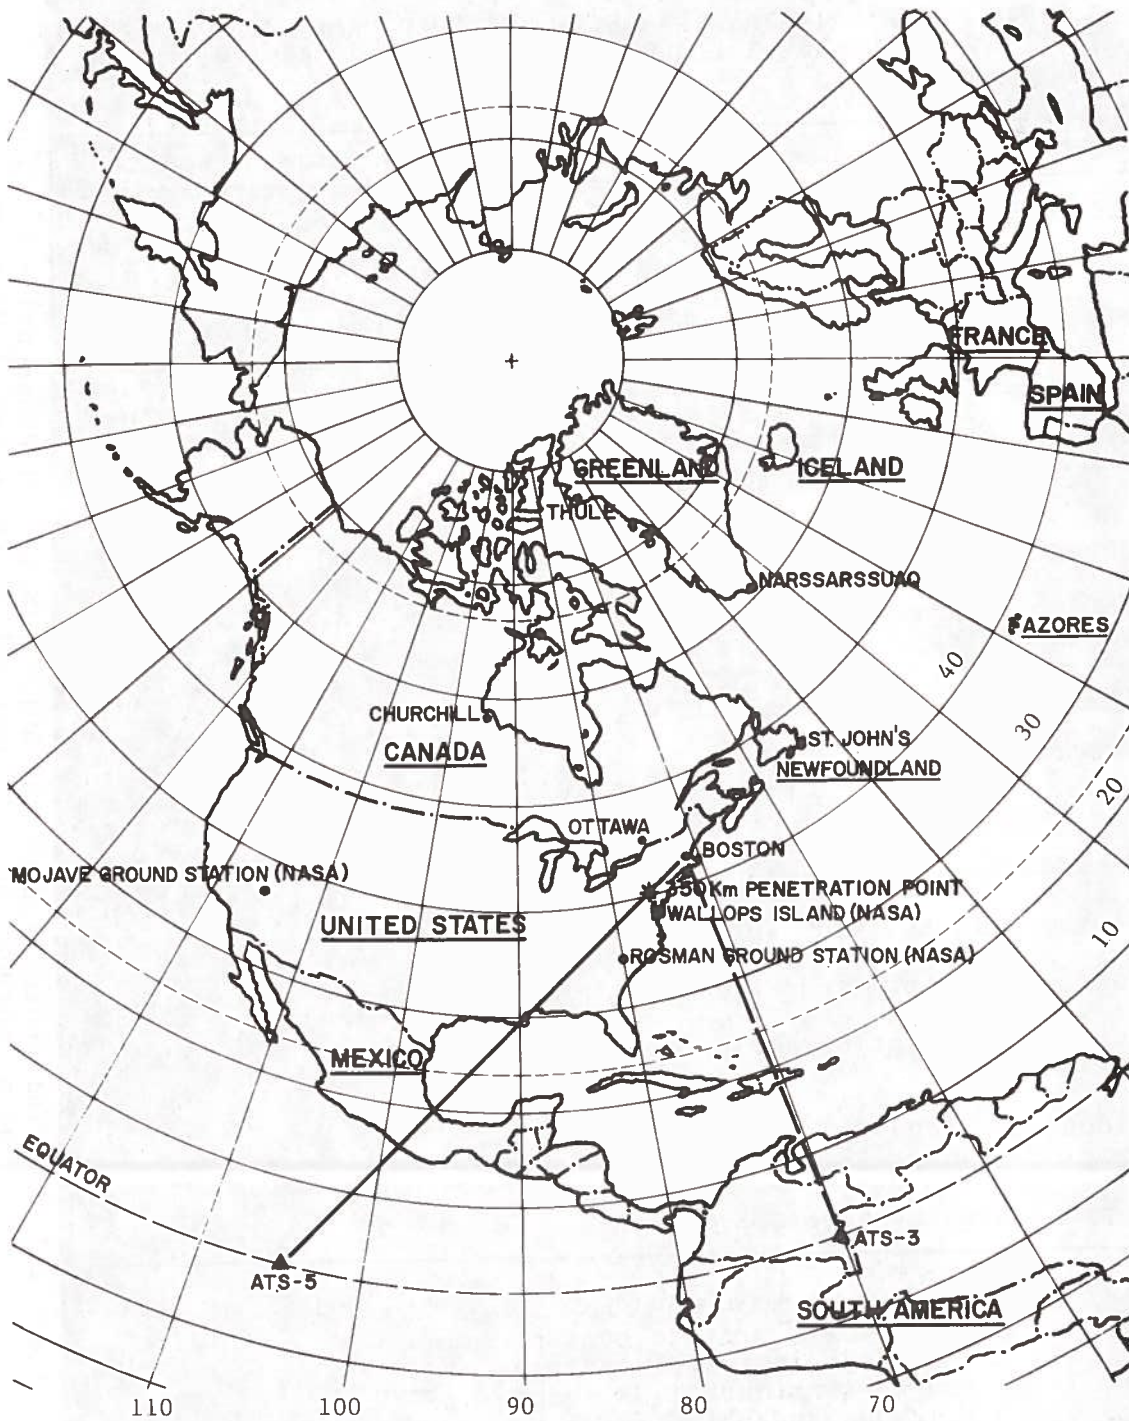 FRANCE
SPAIN
GREENLAND
ICELAND
THULE
NARSSARSSUAQ
AZORES
40
CHURCHILL
30
ST. JOHN'S
CANADA
NEWFOUNDLAND
20
OTTAWA
BOSTON
MOJAVE GROUND STATION (NASA)
350Km PENETRATION POINT
WALLOPS ISLAND (NASA)
UNITED STATES
10
ROSMAN GROUND STATION (NASA)
MEXICO
EQUATOR
ATS-3
ATS-5
SOUTH AMERICA
110 100 90 80 70